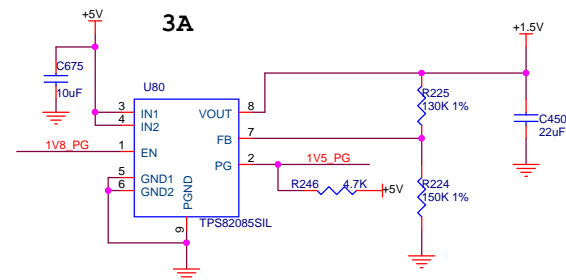 3A
+5V
+1.5V
C675
10uF
U80
3
4
IN1
IN2
VOUT
8
R225
130K 1%
C450
22uF
1V8_PG
1
EN
FB
7
PG
2
1V5_PG
5
6
GND1
GND2
PGND
9
TPS82085SIL
R246
4.7K
+5V
R224
150K 1%